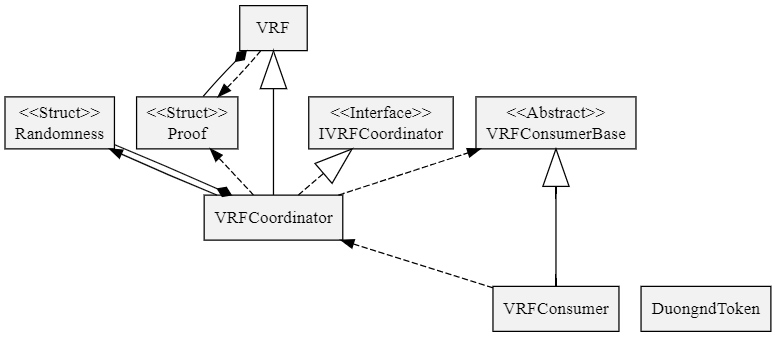 VRF
<<Struct>>
Randomness
<<Struct>>
Proof
<<Interface>>
IVRFCoordinator
<<Abstract>>
VRFConsumerBase
VRFCoordinator
VRFConsumer
DuongndToken